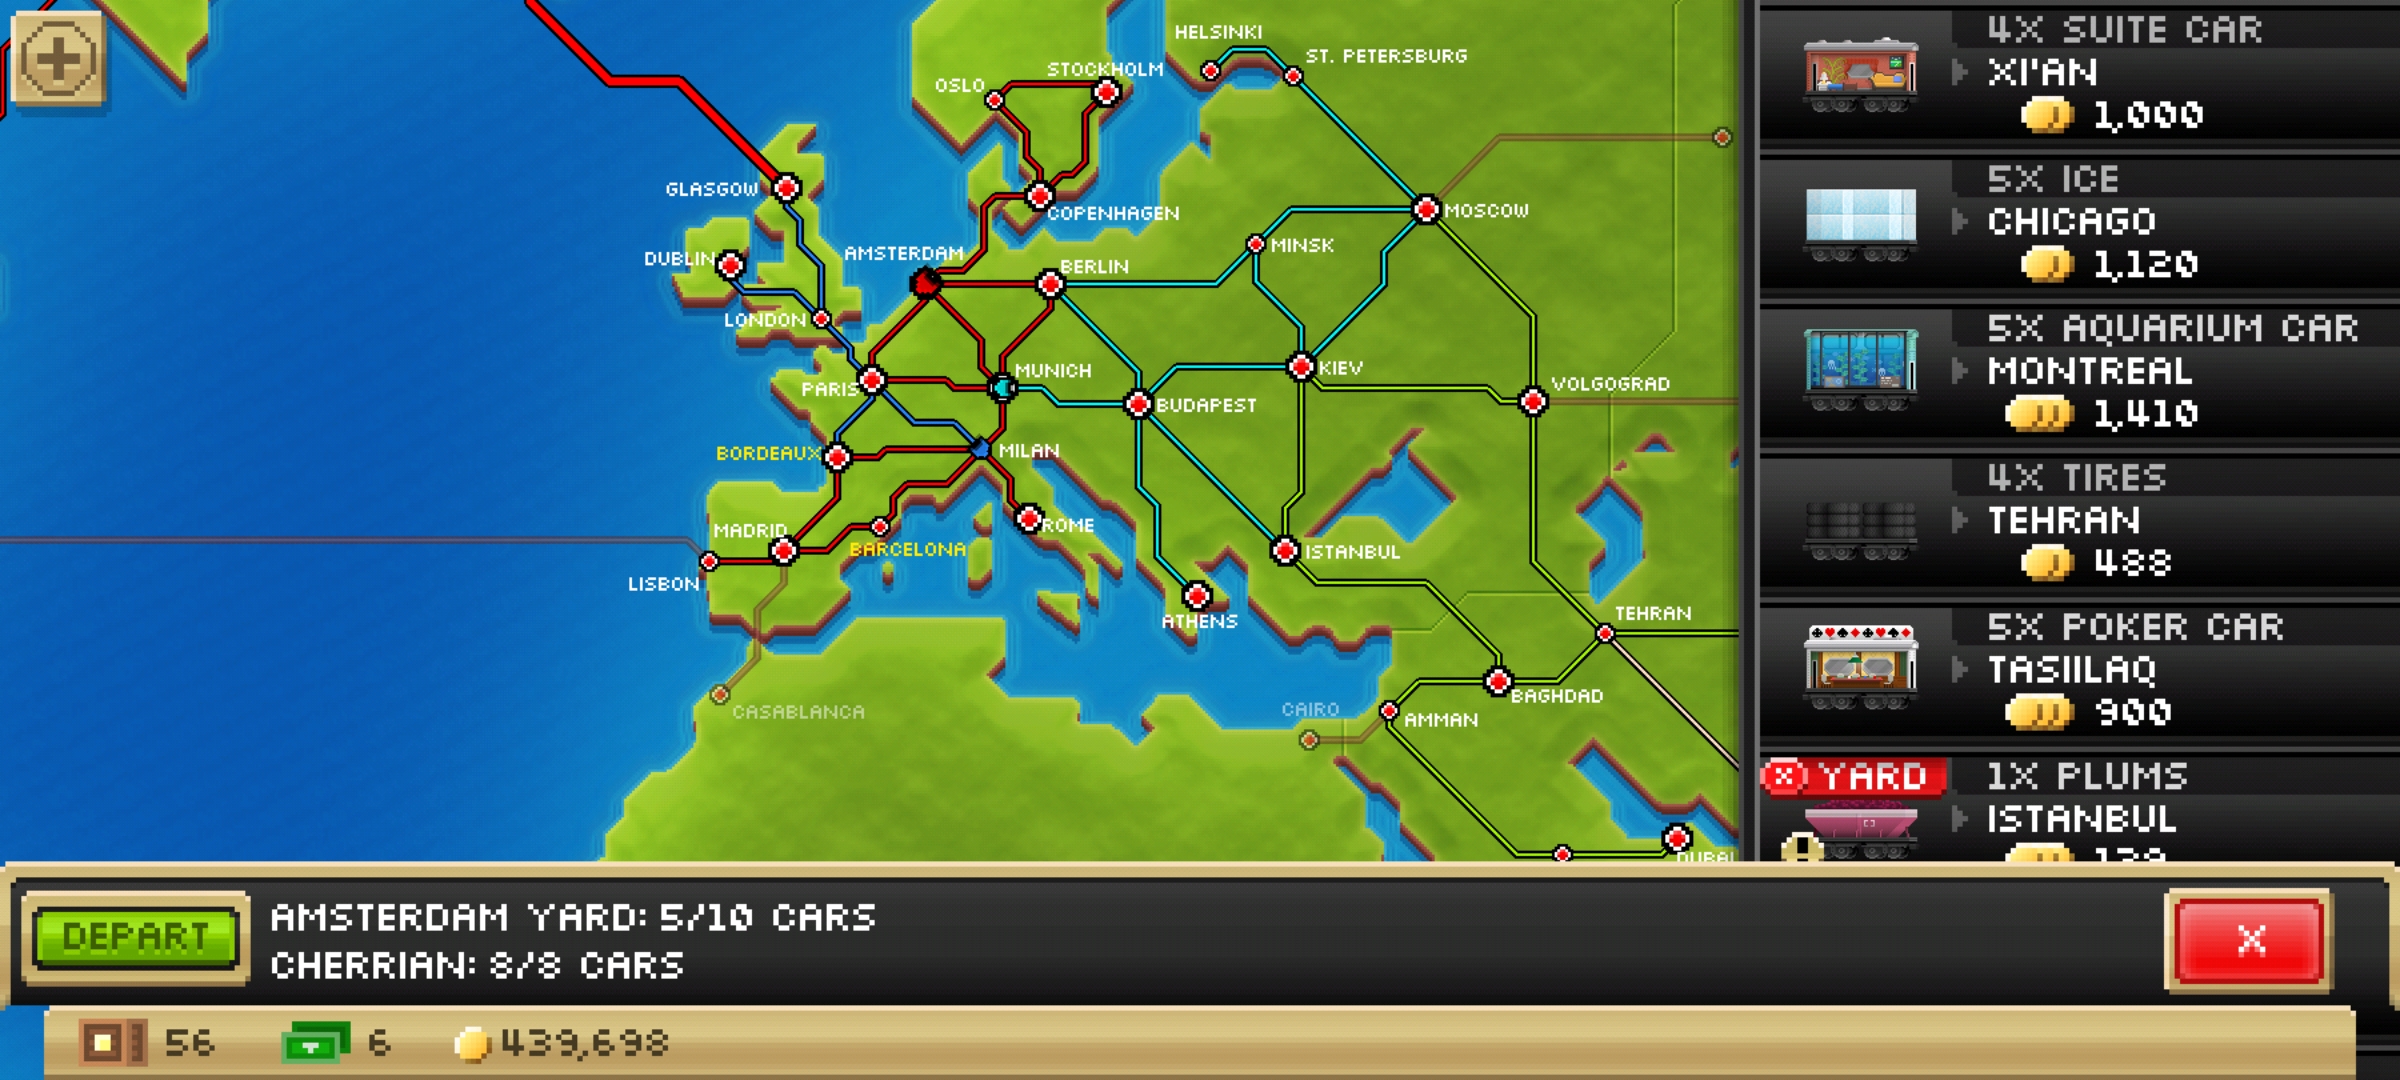 HELSINKI
ST. PETERSBURG
STOCKHOLM
OSLO
GLASGOW
COPENHAGEN
MOSCOW
MINSK
DUBLIN
AMSTERDAM
BERLIN
LONDON
MUNICH
KIEV
VOLGOGRAD
PARIS
BUDAPEST
BORDEAUX
MILAN
MADRID
ROME
BARCELONA
ISTANBUL
LISBON
ATHENS
TEHRAN
CASABLANCA
CAIRO
BAGHDAD
AMMAN
DUBAI
4X SUITE CAR
XI'AN
1,000
5X ICE
CHICAGO
1,120
5X AQUARIUM CAR
MONTREAL
1,410
4X TIRES
TEHRAN
488
5X POKER CAR
TASIILAQ
900
X YARD
1X PLUMS
ISTANBUL
DEPART
AMSTERDAM YARD: 5/10 CARS
CHERRIAN: 8/8 CARS
X
56
6
439,698